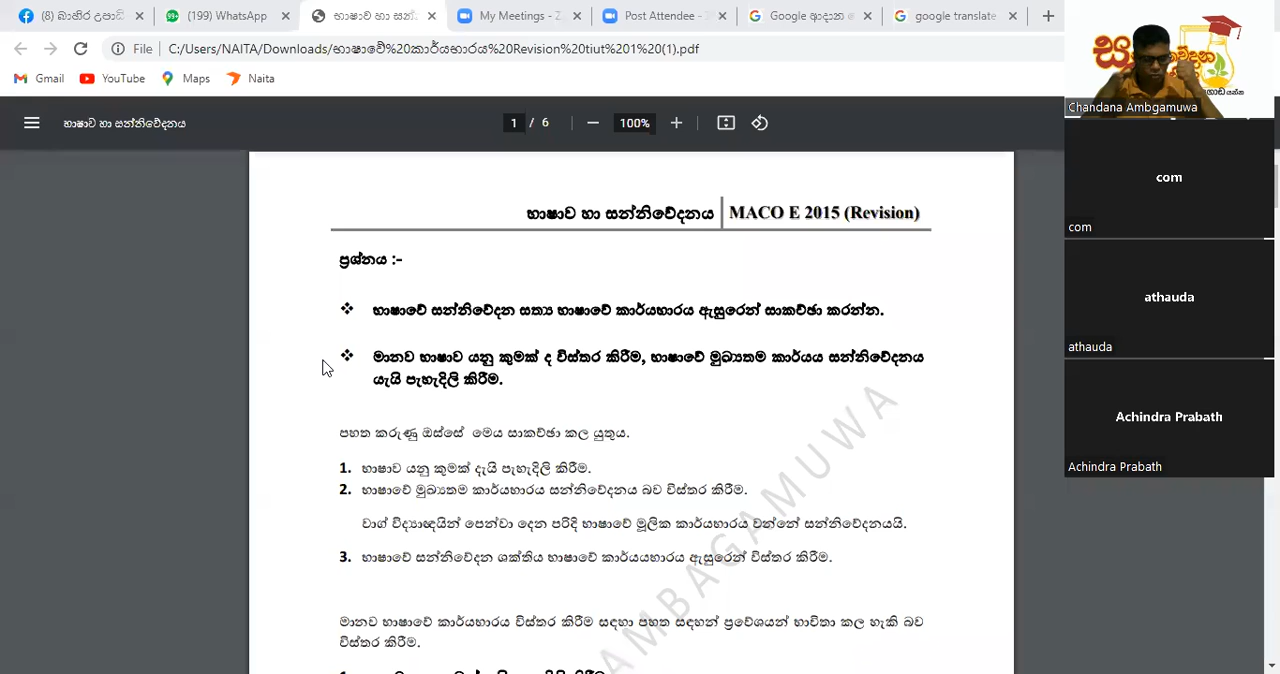 (8) බාහිර උපාධි
(199) WhatsApp
භාෂාව හා සන්
My Meetings - Z
Post Attendee - Z
Google ආදාන
google translate
File
C:/Users/NAITA/Downloads/භාෂාවේ%20කාර්යභාරය%20Revision%20tiut%201%20(1).pdf
Gmail
YouTube
Maps
Naita
භාෂාව හා සන්නිවේදනය
1 / 6
100%
භාෂාව හා සන්නිවේදනය MACO E 2015 (Revision)
ප්‍රශ්නය :-
❖ භාෂාවේ සන්නිවේදන සත්‍ය භාෂාවේ කාර්යභාරය ඇසුරෙන් සාකච්ඡා කරන්න.
❖ මානව භාෂාව යනු කුමක් ද විස්තර කිරීම, භාෂාවේ මුඛ්‍යතම කාර්යය සන්නිවේදනය
යැයි පැහැදිලි කිරීම.
පහත කරුණු ඔස්සේ මෙය සාකච්ඡා කල යුතුය.
1. භාෂාව යනු කුමක් දැයි පැහැදිලි කිරීම.
2. භාෂාවේ මුඛ්‍යතම කාර්යභාරය සන්නිවේදනය බව විස්තර කිරීම.
වාග් විද්‍යාඥයින් පෙන්වා දෙන පරිදි භාෂාවේ මූලික කාර්යභාරය වන්නේ සන්නිවේදනයයි.
3. භාෂාවේ සන්නිවේදන ශක්තිය භාෂාවේ කාර්යයභාරය ඇසුරෙන් විස්තර කිරීම.
මානව භාෂාවේ කාර්යභාරය විස්තර කිරීම සඳහා පහත සඳහන් ප්‍රවේශයන් භාවිතා කල හැකි බව
විස්තර කිරීම.
AMBAGAMUWA
Chandana Ambgamuwa
com
com
athauda
athauda
Achindra Prabath
Achindra Prabath